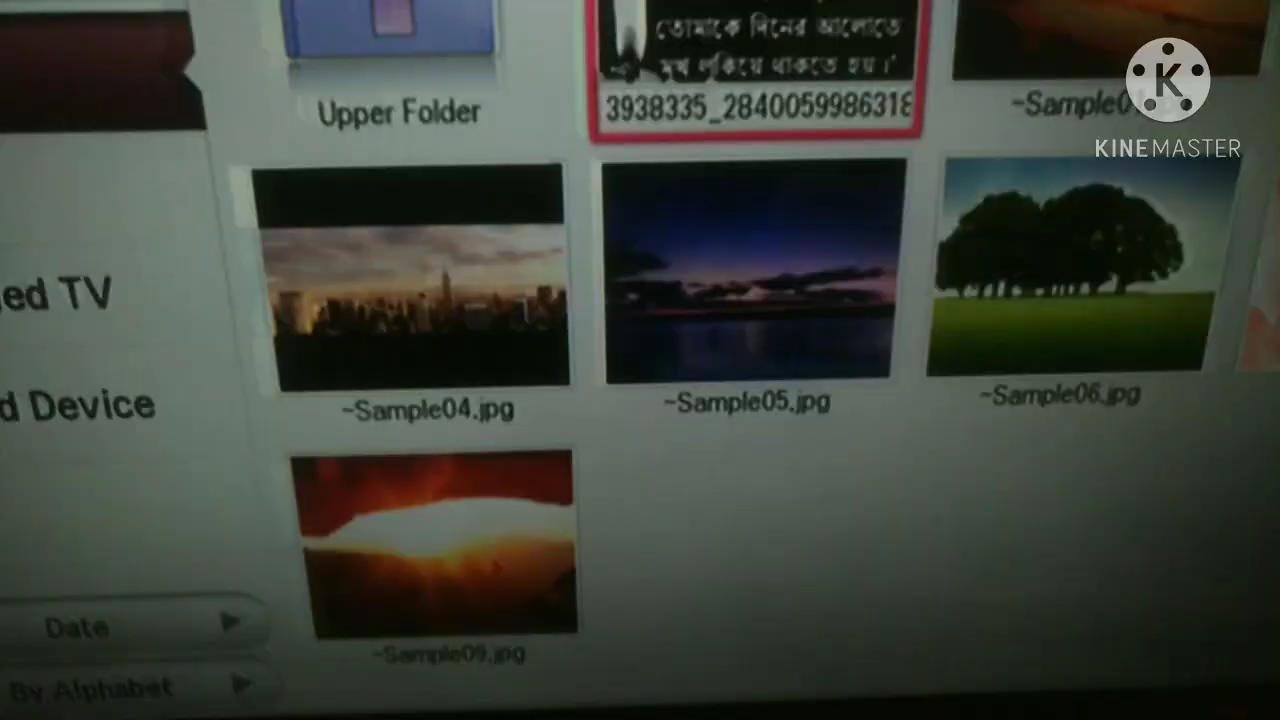 তোমাকে দিনের আলোতে
মুখ লুকিয়ে থাকতে হয়।'
Upper Folder
3938335_2840059986318
~Sample0
K
KINEMASTER
ed TV
~Sample04.jpg
~Sample05.jpg
~Sample06.jpg
d Device
Date
~Sample09.jpg
By Alphabet